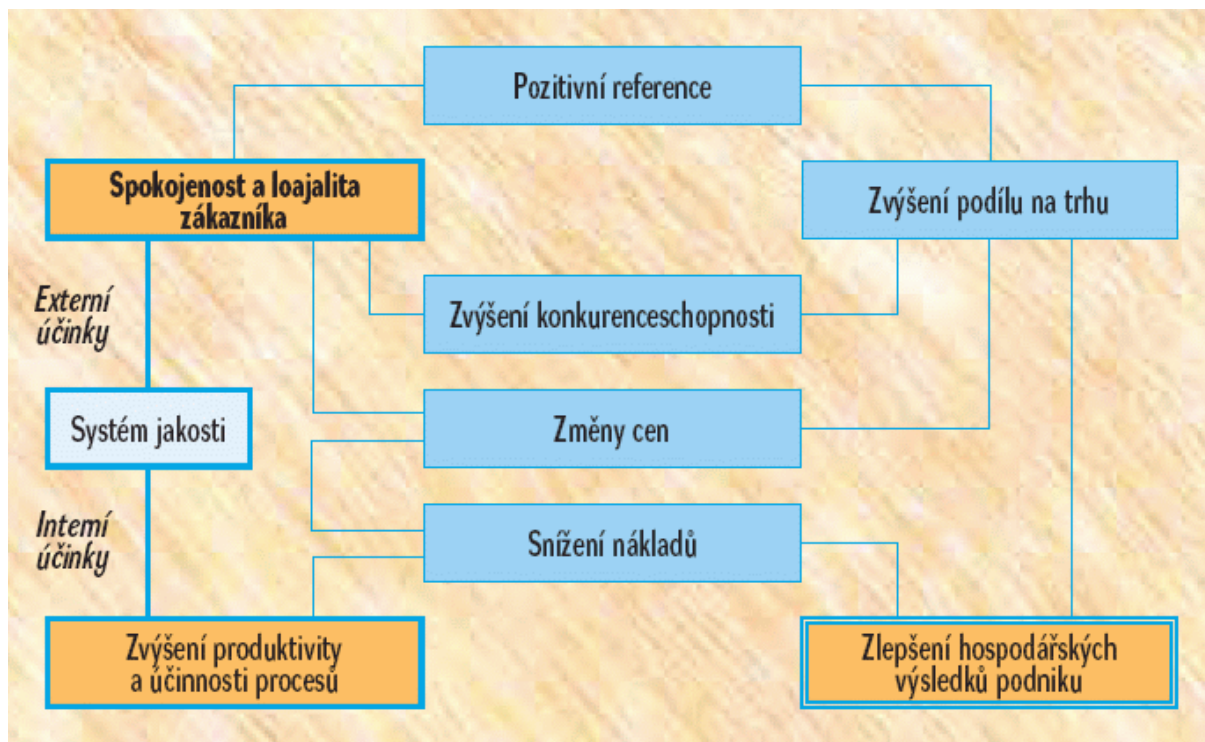 Pozitivní reference
Spokojenost a loajalita
zákazníka
Zvýšení podílu na trhu
Externí
účinky
Zvýšení konkurenceschopnosti
Systém jakosti
Změny cen
Interní
účinky
Snížení nákladů
Zvýšení produktivity
a účinnosti procesů
Zlepšení hospodářských
výsledků podniku